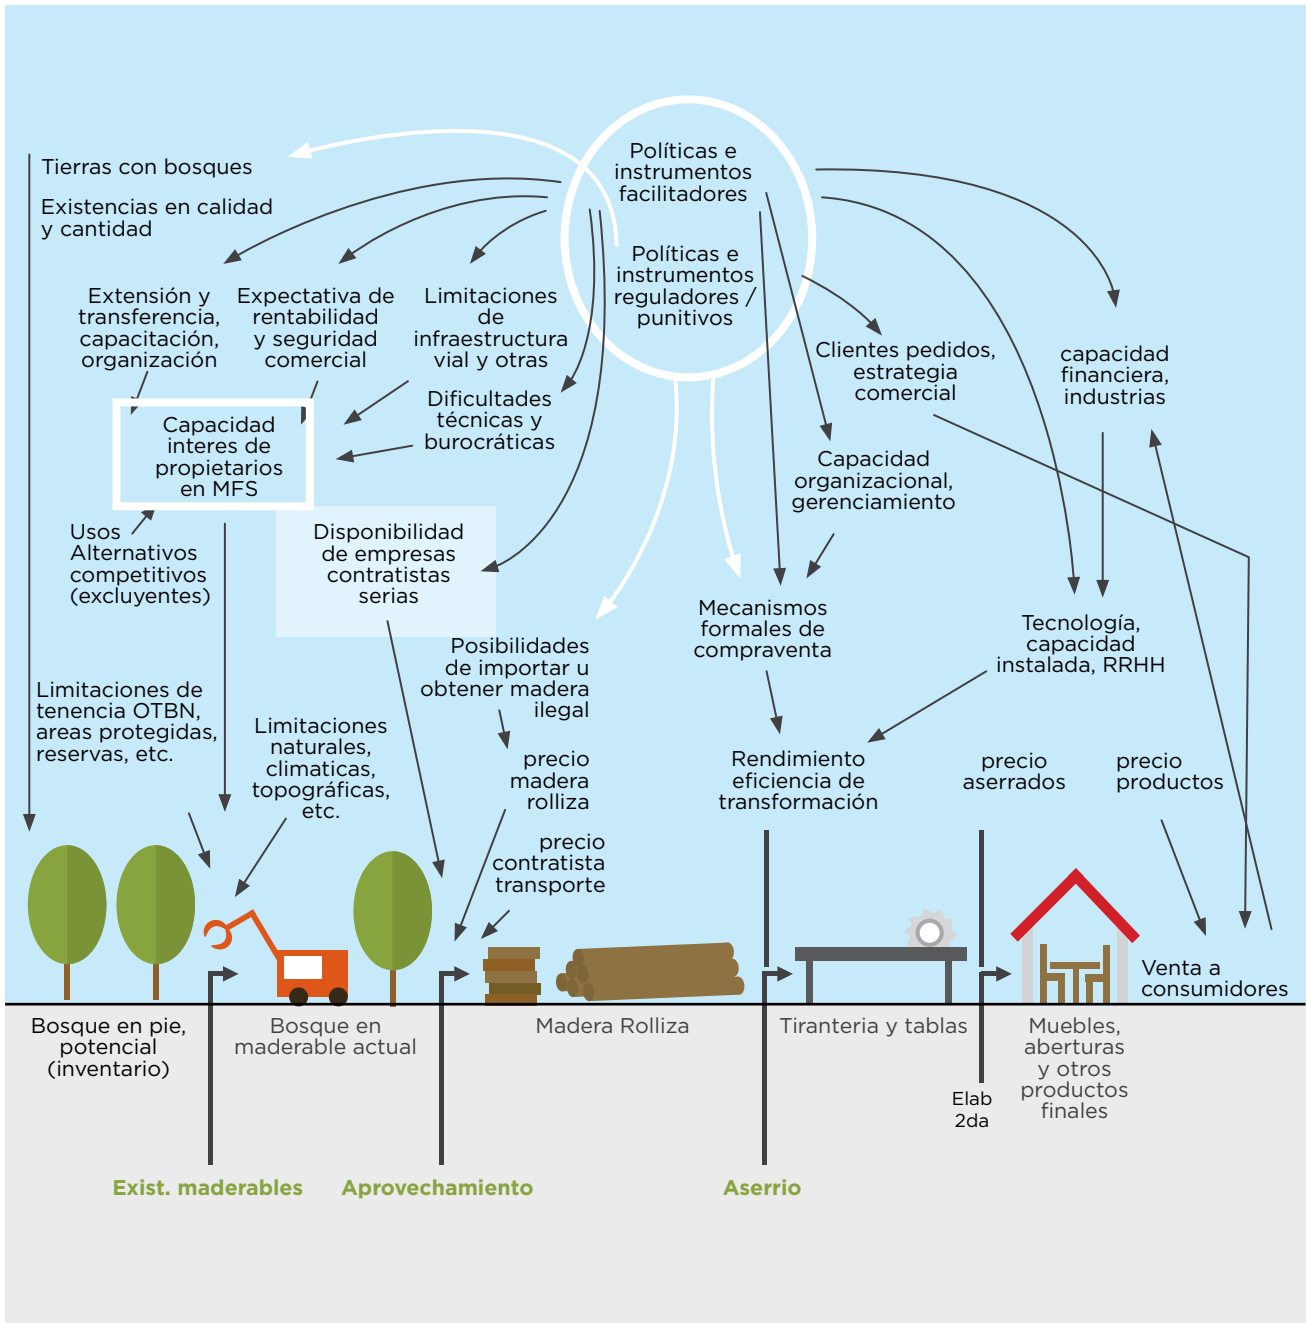 Políticas e
instrumentos
facilitadores
Políticas e
instrumentos
reguladores /
punitivos
Tierras con bosques
Existencias en calidad
y cantidad
Extensión y
transferencia,
capacitación,
organización
Expectativa de
rentabilidad
y seguridad
comercial
Limitaciones
de
infraestructura
vial y otras
Dificultades
técnicas y
burocráticas
Clientes pedidos,
estrategia
comercial
capacidad
financiera,
industrias
Capacidad
interes de
propietarios
en MFS
Capacidad
organizacional,
gerenciamiento
Usos
Alternativos
competitivos
(excluyentes)
Disponibilidad
de empresas
contratistas
serias
Mecanismos
formales de
compraventa
Tecnología,
capacidad
instalada, RRHH
Posibilidades
de importar u
obtener madera
ilegal
Limitaciones de
tenencia OTBN,
areas protegidas,
reservas, etc.
Limitaciones
naturales,
climaticas,
topográficas,
etc.
precio
madera
rolliza
Rendimiento
eficiencia de
transformación
precio
aserrados
precio
productos
precio
contratista
transporte
Venta a
consumidores
Bosque en pie,
potencial
(inventario)
Bosque en
maderable actual
Madera Rolliza
Tiranteria y tablas
Muebles,
aberturas
y otros
productos
finales
Elab
2da
Exist. maderables
Aprovechamiento
Aserrio